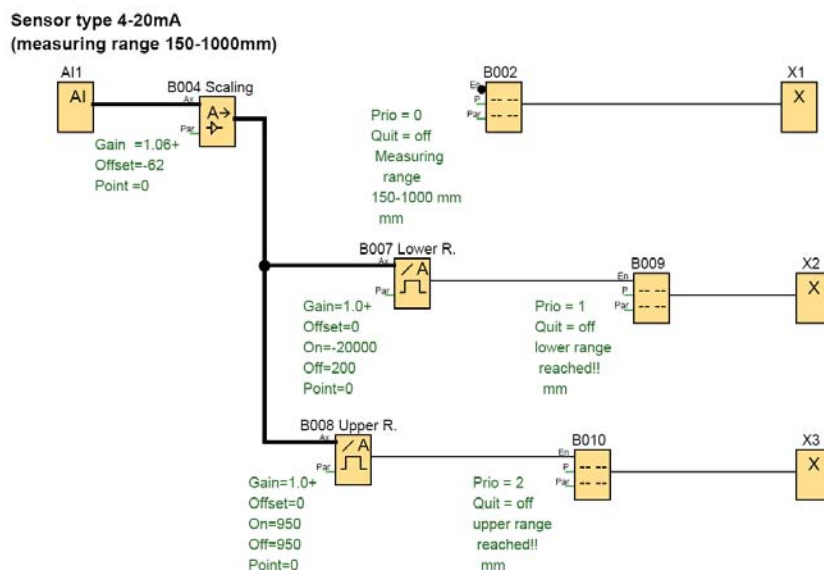 Sensor type 4-20mA
(measuring range 150-1000mm)
AI1
AI
B004 Scaling
Ax
A→
Par
Gain =1.06+
Offset=-62
Point =0
B002
En
P
Par
Prio = 0
Quit = off
Measuring
range
150-1000 mm
mm
X1
X
B007 Lower R.
Ax
/A
Par
Gain=1.0+
Offset=0
On=-20000
Off=200
Point=0
B009
En
P
Par
Prio = 1
Quit = off
lower range
reached!!
mm
X2
X
B008 Upper R.
Ax
/A
Par
Gain=1.0+
Offset=0
On=950
Off=950
Point=0
B010
En
P
Par
Prio = 2
Quit = off
upper range
reached!!
mm
X3
X